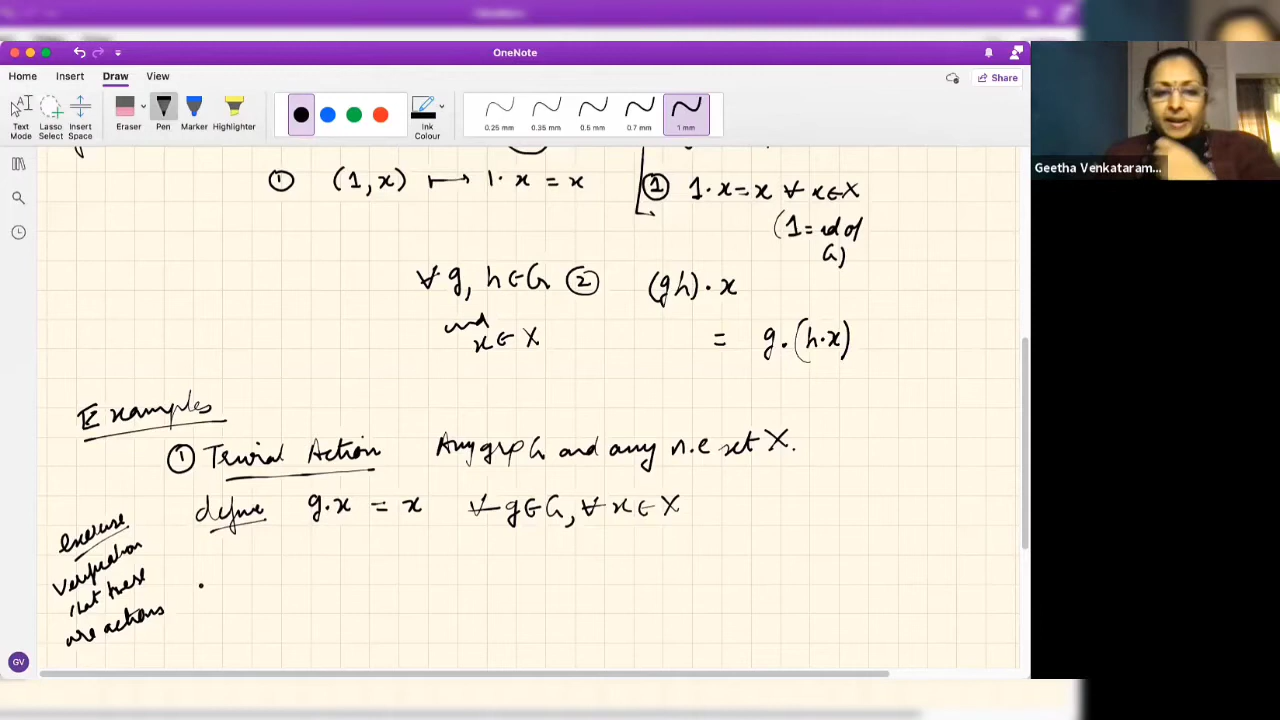 OneNote
Home Insert Draw View
Share
Text Mode
Lasso Select
Insert Space
Eraser
Pen
Marker
Highlighter
Ink Colour
0.25 mm 0.35 mm 0.5 mm 0.7 mm 1 mm
Geetha Venkataram...
① (1, x) ⟼ 1 · x = x
① 1 · x = x ∀ x ∈ X
(1 = id of G)
∀ g, h ∈ G ② (gh) · x
and x ∈ X
= g · (h · x)
Examples
① Trivial Action Any grp G and any n.e set X.
define g · x = x ∀ g ∈ G, ∀ x ∈ X
exercise
Verification
that these
are actions
GV